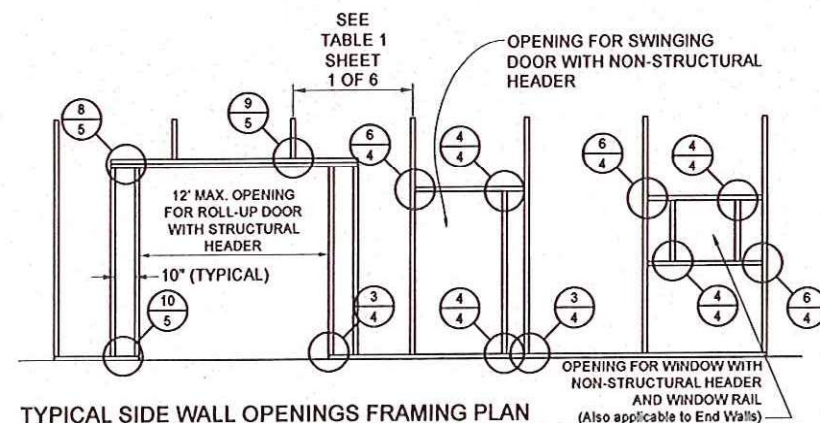 SEE
TABLE 1
SHEET
1 OF 6
OPENING FOR SWINGING
DOOR WITH NON-STRUCTURAL
HEADER
8
5
9
5
6
4
4
4
6
4
4
4
12' MAX. OPENING
FOR ROLL-UP DOOR
WITH STRUCTURAL
HEADER
10" (TYPICAL)
10
5
3
4
4
4
3
4
4
4
6
4
OPENING FOR WINDOW WITH
NON-STRUCTURAL HEADER
AND WINDOW RAIL
(Also applicable to End Walls)
TYPICAL SIDE WALL OPENINGS FRAMING PLAN